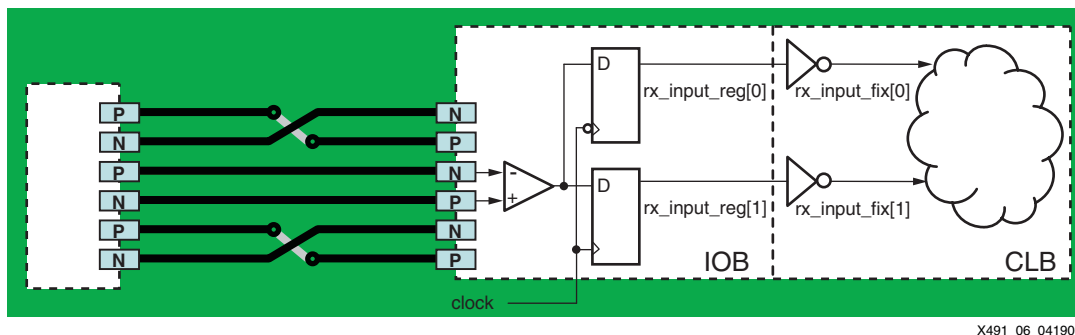 P N
N P
P N
N P
P N
N P
- +
D
D
rx_input_reg[0]
rx_input_reg[1]
rx_input_fix[0]
rx_input_fix[1]
IOB
CLB
clock
X491_06_04190